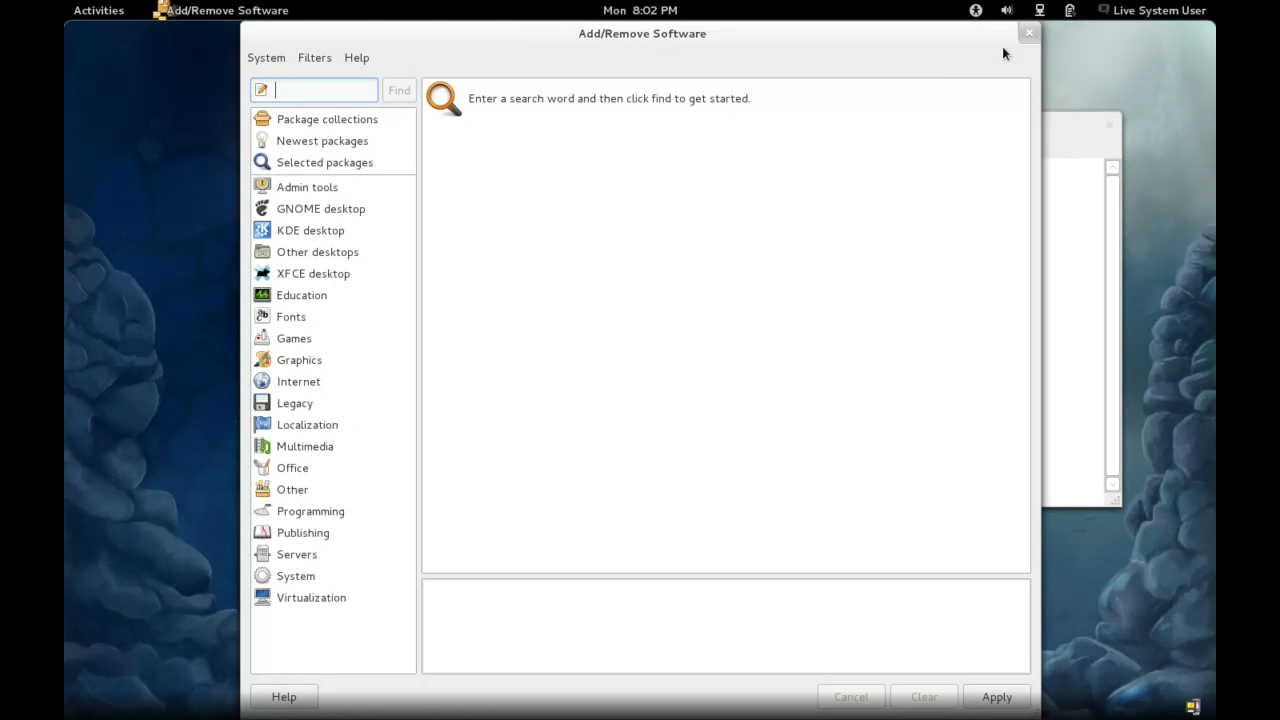 Activities Add/Remove Software Mon 8:02 PM Live System User
Add/Remove Software
System Filters Help
Find
Enter a search word and then click find to get started.
Package collections
Newest packages
Selected packages
Admin tools
GNOME desktop
KDE desktop
Other desktops
XFCE desktop
Education
Fonts
Games
Graphics
Internet
Legacy
Localization
Multimedia
Office
Other
Programming
Publishing
Servers
System
Virtualization
Help Cancel Clear Apply